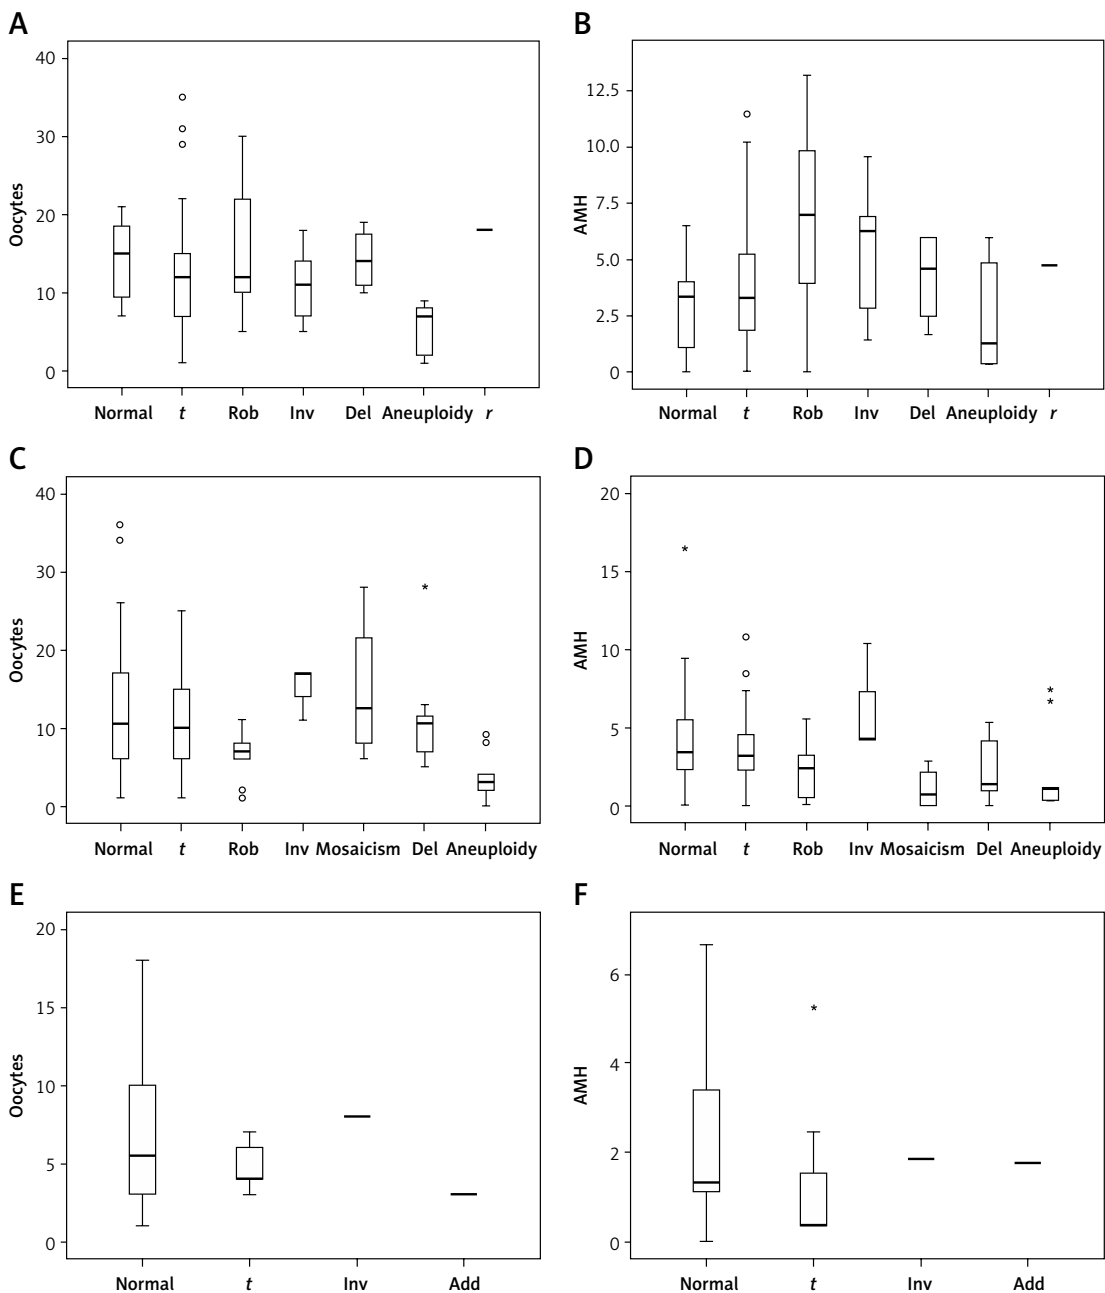 A
Oocytes
40
30
20
10
0
Normal t Rob Inv Del Aneuploidy r
B
AMH
12.5
10.0
7.5
5.0
2.5
0
Normal t Rob Inv Del Aneuploidy r
C
Oocytes
40
30
20
10
0
Normal t Rob Inv Mosaicism Del Aneuploidy
D
AMH
20
15
10
5
0
Normal t Rob Inv Mosaicism Del Aneuploidy
E
Oocytes
20
15
10
5
0
Normal t Inv Add
F
AMH
6
4
2
0
Normal t Inv Add